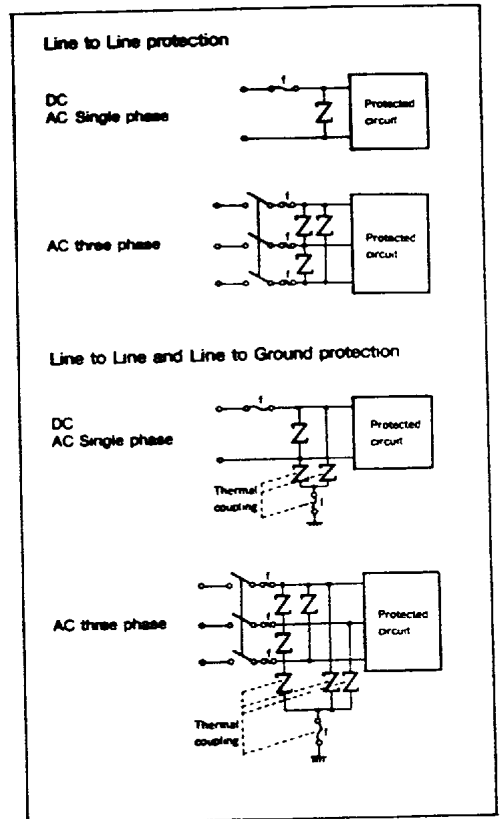 Line to Line protection
f
DC
AC Single phase
Protected
circuit
f
AC three phase
f
f
Protected
circuit
Line to Line and Line to Ground protection
f
DC
AC Single phase
Protected
circuit
Thermal
coupling
f
f
AC three phase
f
f
Protected
circuit
Thermal
coupling
f